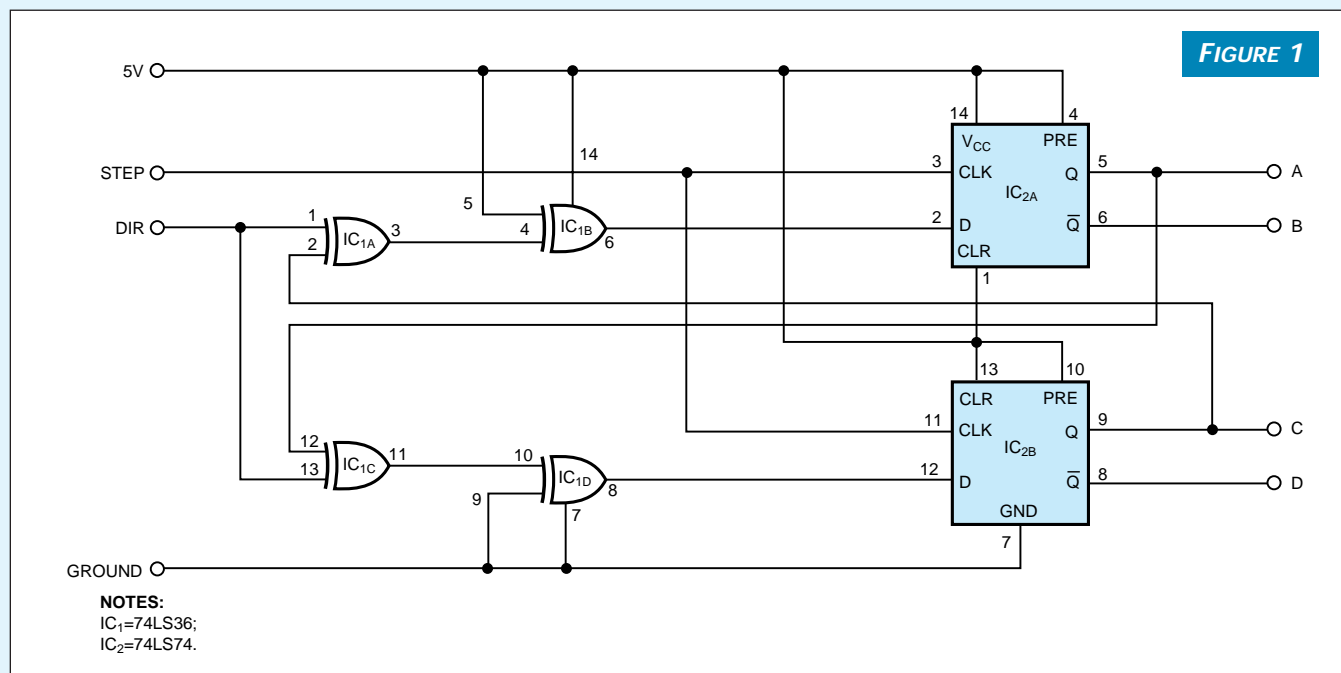 FIGURE 1
5V
14
4
VCC
PRE
14
STEP
3
CLK
Q
5
A
IC2A
DIR
1
5
2
IC1A
3
4
IC1B
6
2
D
Q
6
B
CLR
1
13
10
CLR
PRE
12
11
CLK
Q
9
C
13
IC1C
11
10
IC2B
IC1D
8
12
D
Q
8
D
9
7
GND
7
GROUND
NOTES:
IC1=74LS36;
IC2=74LS74.